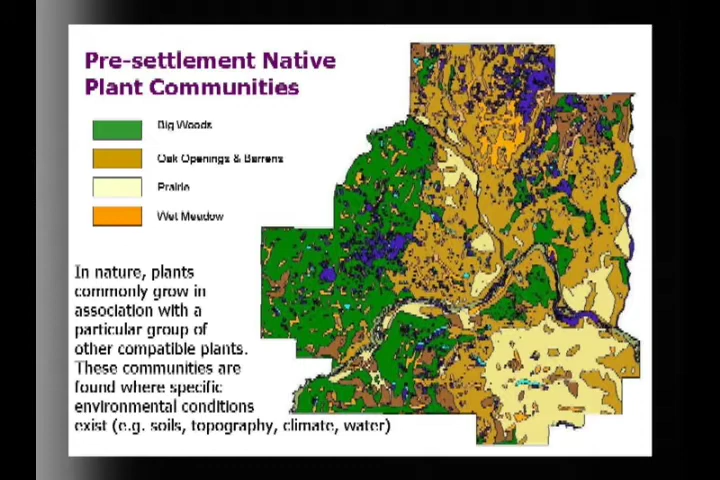 Pre-settlement Native
Plant Communities
Big Woods
Oak Openings & Barrens
Prairie
Wet Meadow
In nature, plants
commonly grow in
association with a
particular group of
other compatible plants.
These communities are
found where specific
environmental conditions
exist (e.g. soils, topography, climate, water)